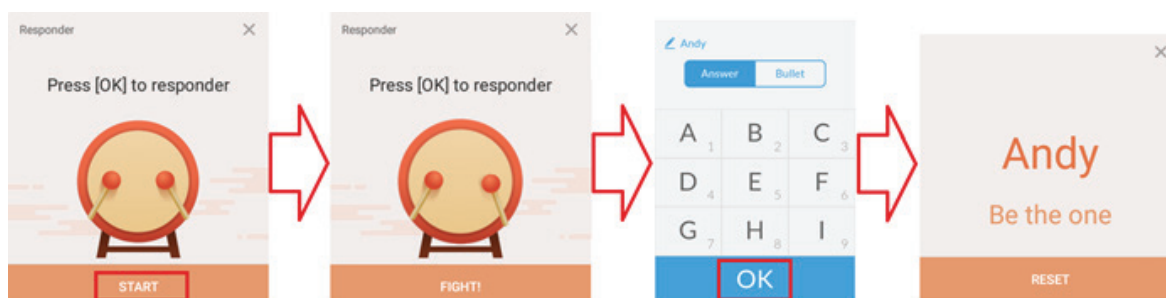 Responder ×
Press [OK] to responder
START
Responder ×
Press [OK] to responder
FIGHT!
Andy
Answer Bullet
A 1 B 2 C 3
D 4 E 5 F 6
G 7 H 8 I 9
OK
×
Andy
Be the one
RESET